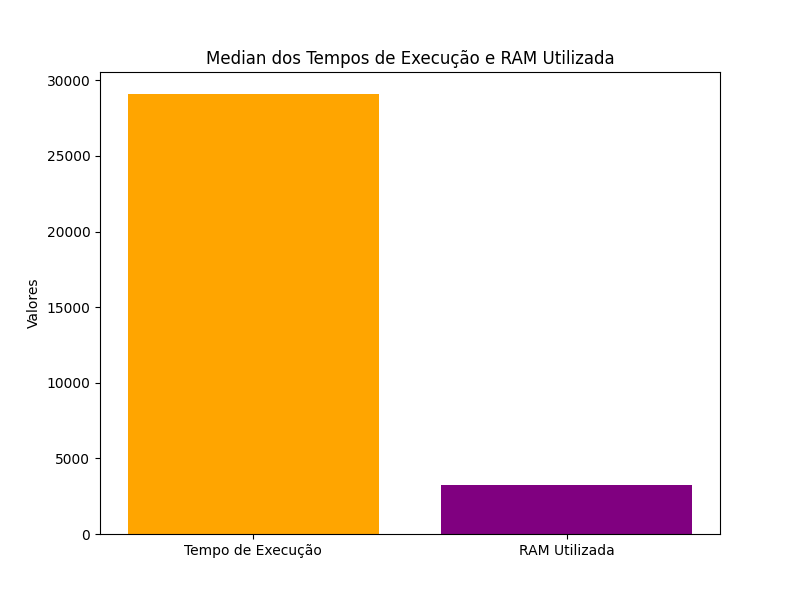 Median dos Tempos de Execução e RAM Utilizada
30000
25000
20000
15000
10000
5000
0
Valores
Tempo de Execução
RAM Utilizada